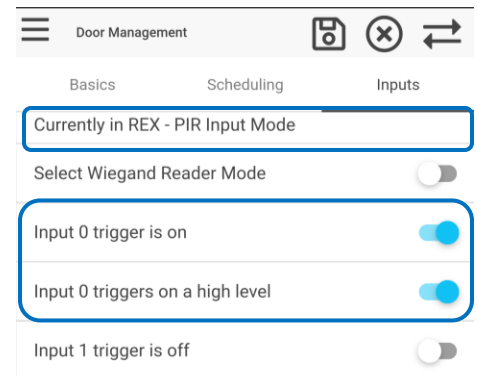 Door Management
Basics Scheduling Inputs
Currently in REX - PIR Input Mode
Select Wiegand Reader Mode
Input 0 trigger is on
Input 0 triggers on a high level
Input 1 trigger is off